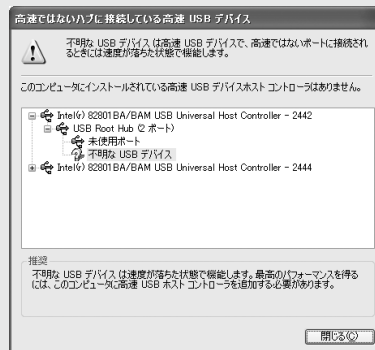 高速ではないハブに接続している高速 USB デバイス
不明な USB デバイス は高速 USB デバイスで、高速ではないポートに接続され
るときには速度が落ちた状態で機能します。
このコンピュータにインストールされている高速 USB デバイスホスト コントローラはありません。
Intel(r) 82801BA/BAM USB Universal Host Controller - 2442
USB Root Hub (2 ポート)
未使用ポート
不明な USB デバイス
Intel(r) 82801BA/BAM USB Universal Host Controller - 2444
推奨
不明な USB デバイス は速度が落ちた状態で機能します。最高のパフォーマンスを得る
には、このコンピュータに高速 USB ホスト コントローラを追加する必要があります。
閉じる(C)